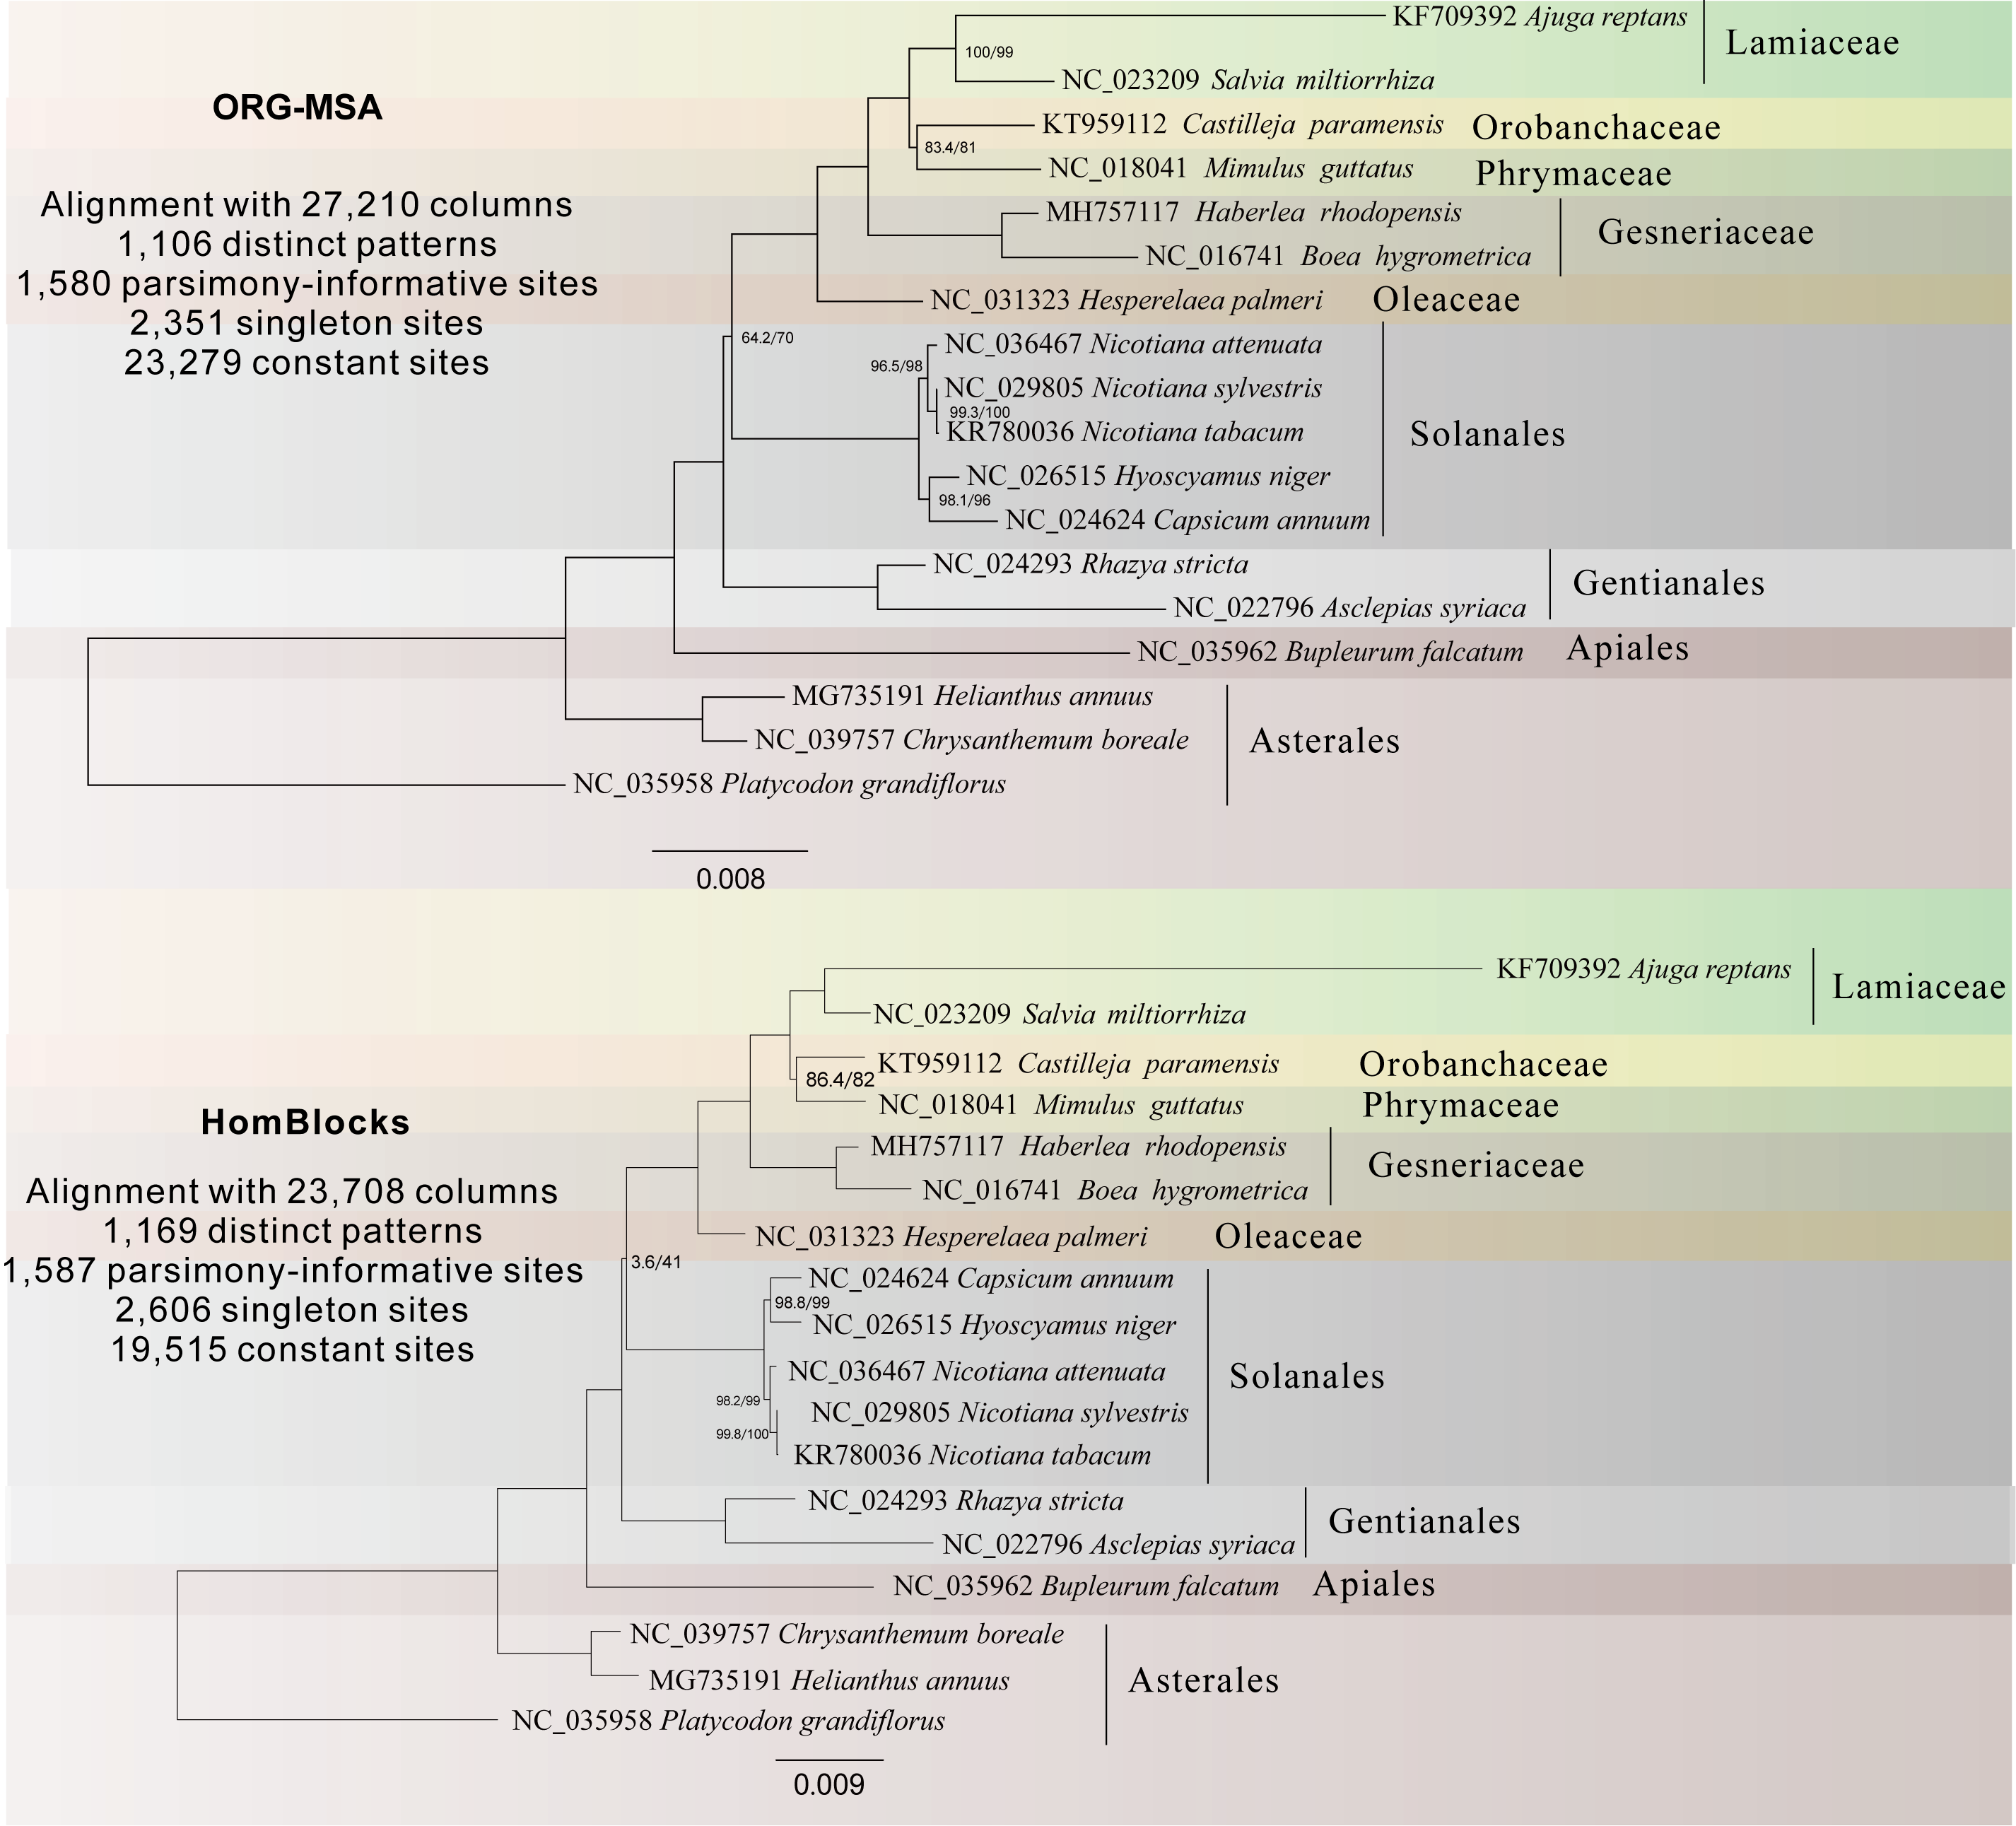 KF709392 Ajuga reptans
Lamiaceae
100/99
NC_023209 Salvia miltiorrhiza
ORG-MSA
KT959112 Castilleja paramensis
Orobanchaceae
83.4/81
NC_018041 Mimulus guttatus
Phrymaceae
Alignment with 27,210 columns
1,106 distinct patterns
1,580 parsimony-informative sites
2,351 singleton sites
23,279 constant sites
MH757117 Haberlea rhodopensis
Gesneriaceae
NC_016741 Boea hygrometrica
NC_031323 Hesperelaea palmeri
Oleaceae
64.2/70
NC_036467 Nicotiana attenuata
96.5/98
NC_029805 Nicotiana sylvestris
99.3/100
KR780036 Nicotiana tabacum
Solanales
NC_026515 Hyoscyamus niger
98.1/96
NC_024624 Capsicum annuum
NC_024293 Rhazya stricta
Gentianales
NC_022796 Asclepias syriaca
NC_035962 Bupleurum falcatum
Apiales
MG735191 Helianthus annuus
NC_039757 Chrysanthemum boreale
Asterales
NC_035958 Platycodon grandiflorus
0.008
KF709392 Ajuga reptans
Lamiaceae
NC_023209 Salvia miltiorrhiza
KT959112 Castilleja paramensis
Orobanchaceae
86.4/82
NC_018041 Mimulus guttatus
Phrymaceae
HomBlocks
Alignment with 23,708 columns
1,169 distinct patterns
1,587 parsimony-informative sites
2,606 singleton sites
19,515 constant sites
MH757117 Haberlea rhodopensis
Gesneriaceae
NC_016741 Boea hygrometrica
NC_031323 Hesperelaea palmeri
Oleaceae
3.6/41
NC_024624 Capsicum annuum
98.8/99
NC_026515 Hyoscyamus niger
NC_036467 Nicotiana attenuata
Solanales
98.2/99
NC_029805 Nicotiana sylvestris
99.8/100
KR780036 Nicotiana tabacum
NC_024293 Rhazya stricta
Gentianales
NC_022796 Asclepias syriaca
NC_035962 Bupleurum falcatum
Apiales
NC_039757 Chrysanthemum boreale
MG735191 Helianthus annuus
Asterales
NC_035958 Platycodon grandiflorus
0.009